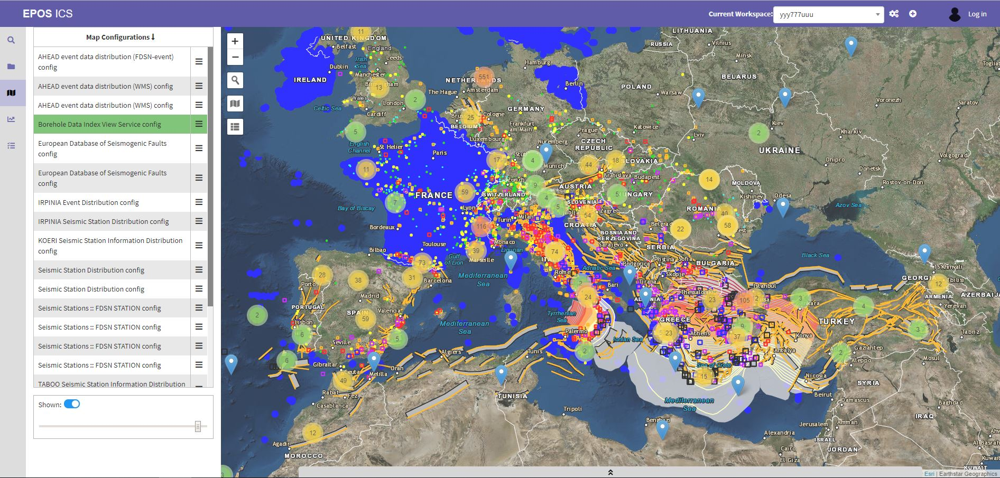 EPOS ICS
Current Workspace:
yyy777uuu
Log in
Map Configurations
AHEAD event data distribution (FDSN-event)
config
AHEAD event data distribution (WMS) config
AHEAD event data distribution (WMS) config
Borehole Data Index View Service config
European Database of Seismogenic Faults
config
European Database of Seismogenic Faults
config
IRPINIA Event Distribution config
IRPINIA Seismic Station Distribution config
KOERI Seismic Station Information Distribution
config
Seismic Station Distribution config
Seismic Station Distribution config
Seismic Stations :: FDSN STATION config
Seismic Stations :: FDSN STATION config
Seismic Stations :: FDSN STATION config
Seismic Stations :: FDSN STATION config
TABOO Seismic Station Information Distribution
Shown:
+
−
11
UNITED KINGDOM
Belfast
England
Irish
Sea
Leeds
Dublin
Manchester
IRELAND
Birmingham
13
Wales
London
2
Celtic Sea
Cardiff
5
English
Channel
St Helier
LITHUANIA
Vilnius
RUSSIA
Minsk
Hamburg
551
NETHERLANDS
Amsterdam
The Hague
Berlin
POLAND
BELARUS
Warsaw
Voronezh
Saratov
GERMANY
Cologne
25
BELGIUM
Frankfurt
am Main
Luxembourg
Prague
Katowice
Kiev
2
Lviv
Kharkiv
CZECH
REPUBLIC
Nuremberg
UKRAINE
Paris
17
4
Munich
44
18
SLOVAKIA
Volgograd
Dnipro
Donetsk
11
Bratislava
Budapest
14
MOLDOVA
Rostov-on-Don
Zurich
9
AUSTRIA
FRANCE
59
SWITZERLAND
4
5
SLOVENIA
5
HUNGARY
Kishinev
Odesa
7
Bay of Biscay
Lyon
Azov Sea
ROMANIA
40
Turin
Milan
Ljubljana
Zagreb
54
Bordeaux
116
CROATIA
Belgrad
22
58
BOSNIA AND
HERZEGOVINA
Toulouse
Monaco
Sarajevo
SERBIA
Bilbao
39
Marseille
Ligurian
74
Gulf
of Lion
Black Sea
73
Podgorica
Pristina
Sofia
BULGARIA
Adriatic Sea
Rome
Skopje
28
38
31
Barcelona
Mediterranean
Sea
Porto
2
Bari
Tirana
Istanbul
GEORGIA
Tbilisi
12
AZERBAIJ
Madrid
24
Thessaloniki
23
105
2
3
Ankara
ARMENIA
Yerevan
PORTUGAL
Valencia
ALBANIA
4
2
SPAIN
59
Tyrrhenian
Sea
Lisbon
Mediterranean
Sea
GREECE
TURKEY
6
5
Palermo
Ionian Sea
23
Athens
9
37
Konya
3
Tabriz
Seville
2
Algiers
Tunis
Antalya
2
Gaziantep
Aleppo
Mosul
6
Gibraltar
Ceuta
Melilla
Oran
Sea of Crete
15
Nicosia
49
SYRIA
Rabat
Fez
Casablanca
TUNISIA
Mediterranean
Sea
Beirut
Damascus
Baghdad
Tripoli
IRAQ
Benghazi
Jerusalem
Amman
12
Alexandria
ISRAEL
Agadir
MOROCCO
Cairo
El Giza
JORDAN
Al Basrah
Kuwait
KUWAIT
3
Esri | Earthstar Geographics